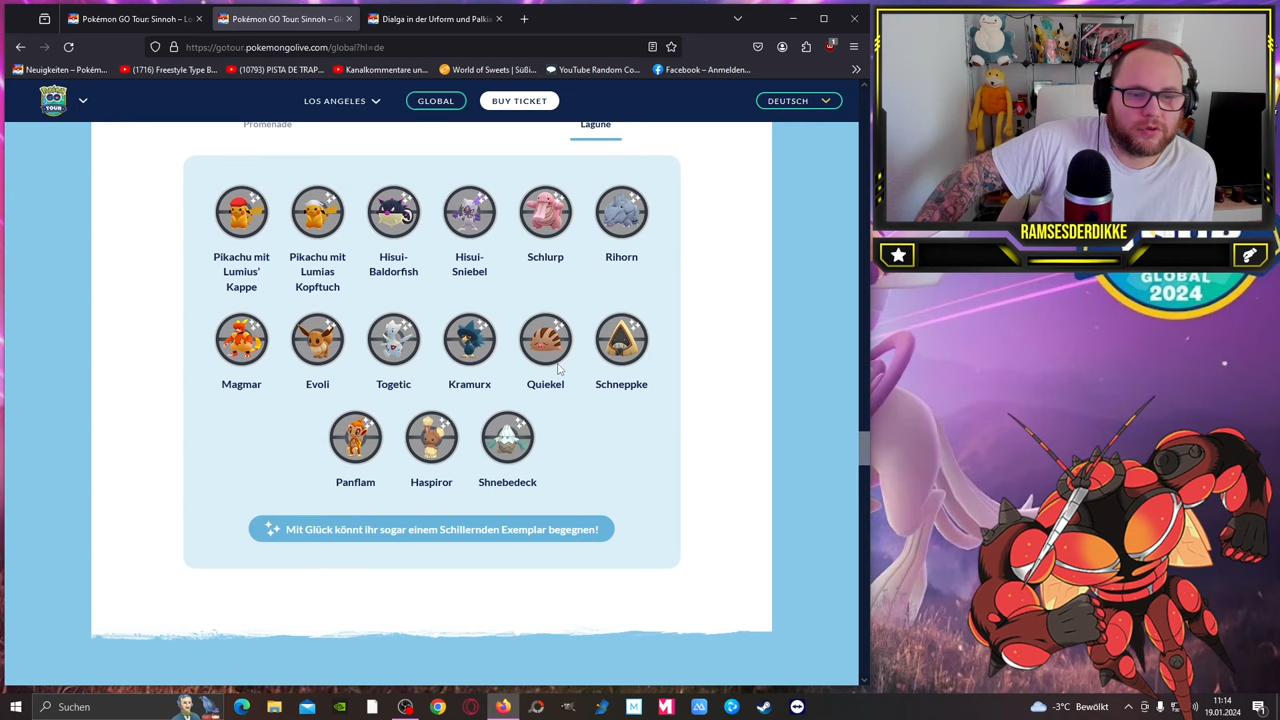 Pokémon GO Tour: Sinnoh – Lo
Pokémon GO Tour: Sinnoh – Gl
Dialga in der Urform und Palkia
https://gotour.pokemongolive.com/global?hl=de
1
Neuigkeiten – Pokém...
(1716) Freestyle Type B...
(10793) PISTA DE TRAP...
Kanalkommentare un...
World of Sweets | Süßi...
YouTube Random Co...
Facebook – Anmelden...
LOS ANGELES
GLOBAL
BUY TICKET
DEUTSCH
Promenade
Lagune
Pikachu mit Lumius’ Kappe
Pikachu mit Lumias Kopftuch
Hisui-Baldorfish
Hisui-Sniebel
Schlurp
Rihorn
Magmar
Evoli
Togetic
Kramurx
Quiekel
Schneppke
Panflam
Haspiror
Shnebedeck
Mit Glück könnt ihr sogar einem Schillernden Exemplar begegnen!
RAMSESDERDIKKE
GLOBAL
2024
Suchen
-3°C Bewölkt
11:14
19.01.2024